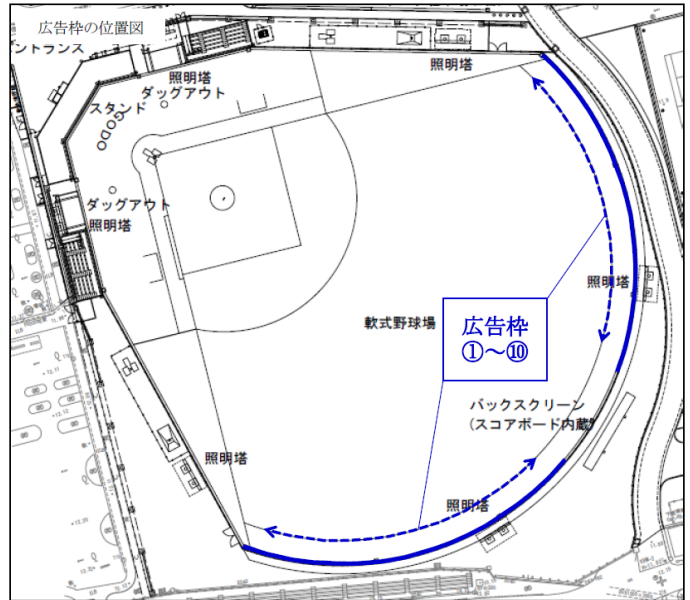 広告枠の位置図
ントランス
照明塔
照明塔
ダッグアウト
スタンド
GODO
ダッグアウト
照明塔
照明塔
軟式野球場
広告枠
①～⑩
バックスクリーン
(スコアボード内蔵)
照明塔
照明塔